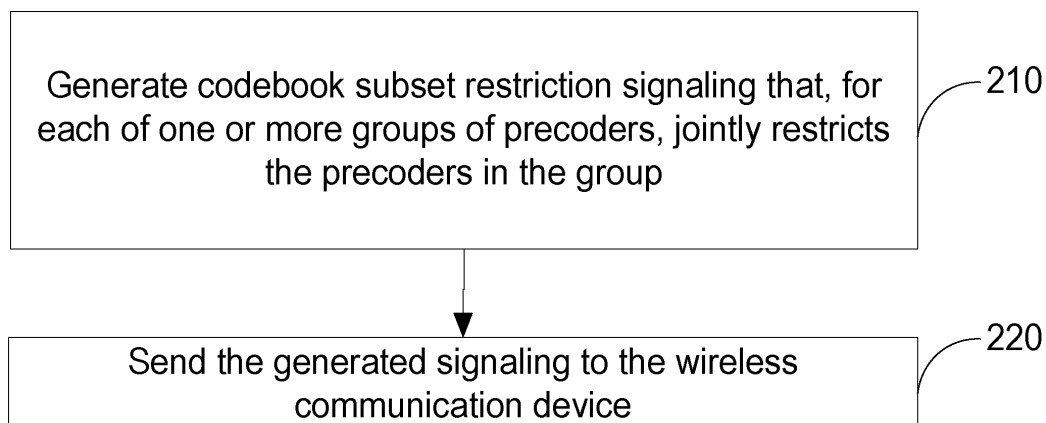 Generate codebook subset restriction signaling that, for
each of one or more groups of precoders, jointly restricts
the precoders in the group
210
Send the generated signaling to the wireless
communication device
220